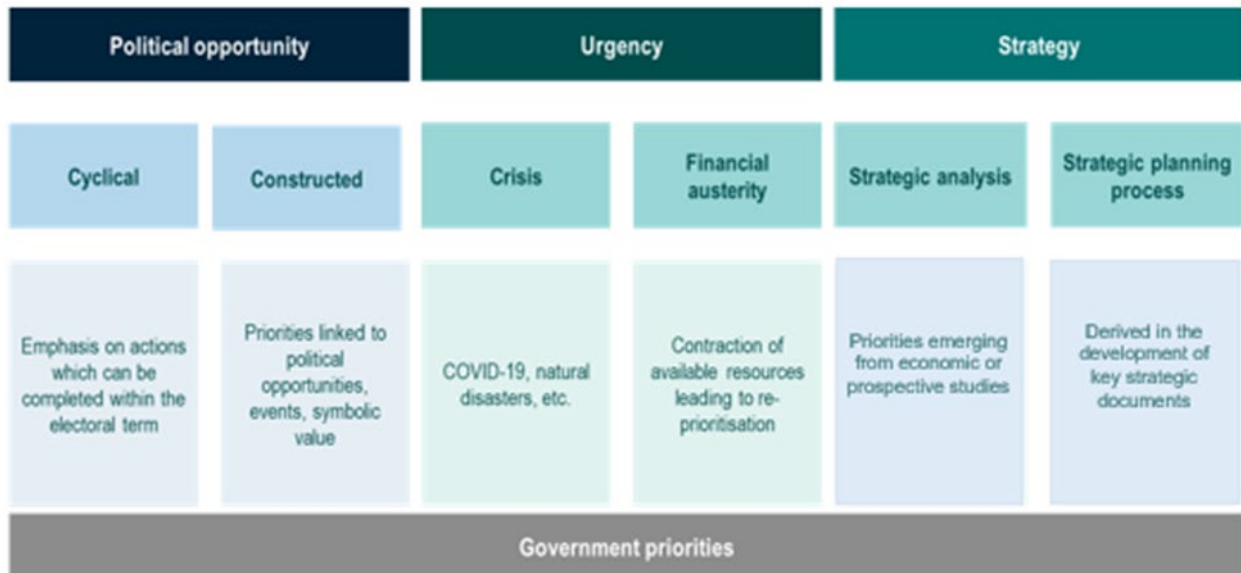 Political opportunity
Urgency
Strategy
Cyclical
Constructed
Crisis
Financial
austerity
Strategic analysis
Strategic planning
process
Emphasis on actions
which can be
completed within the
electoral term
Priorities linked to
political
opportunities,
events, symbolic
value
COVID-19, natural
disasters, etc.
Contraction of
available resources
leading to re-
prioritisation
Priorities emerging
from economic or
prospective studies
Derived in the
development of
key strategic
documents
Government priorities